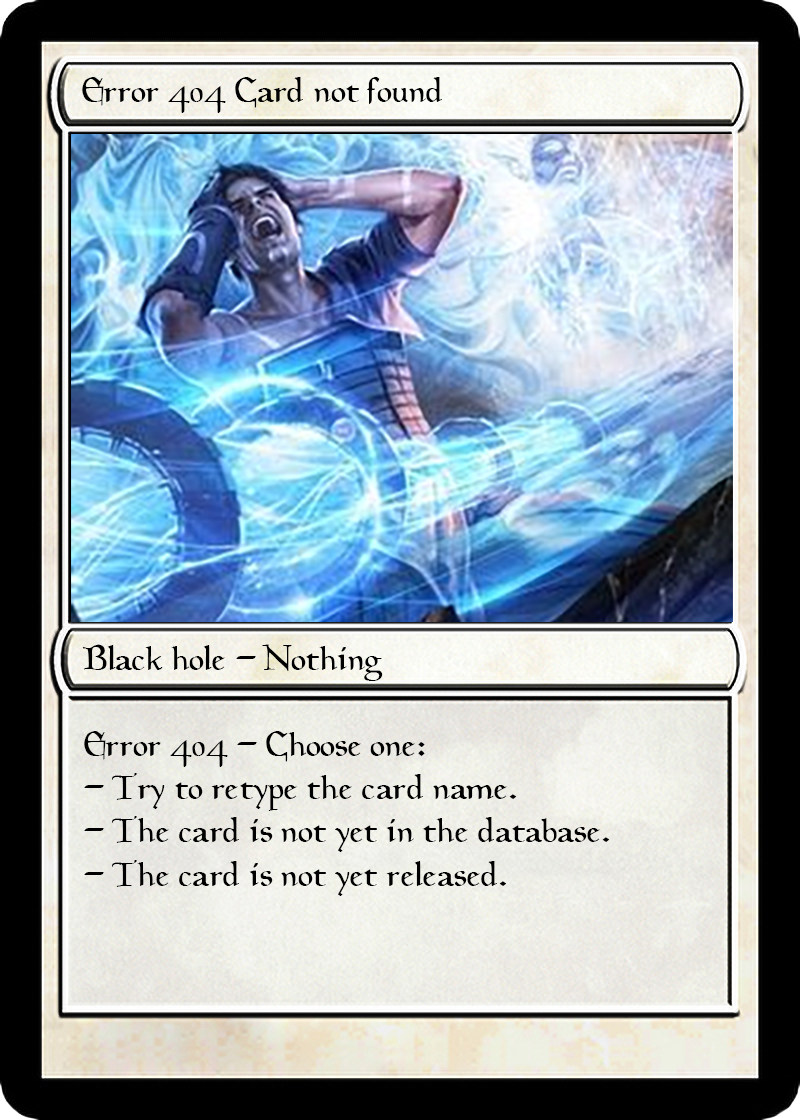 Error 404 Card not found
Black hole – Nothing
Error 404 – Choose one:
– Try to retype the card name.
– The card is not yet in the database.
– The card is not yet released.